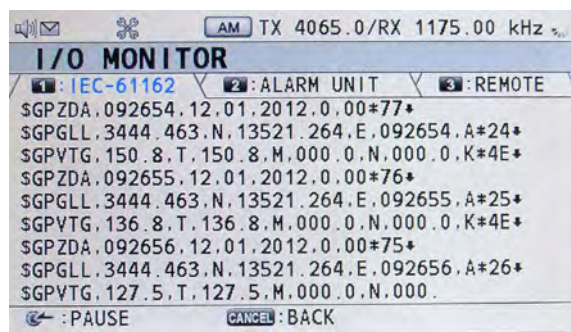 AM TX 4065.0/RX 1175.00 kHz
I/O MONITOR
1:IEC-61162 2:ALARM UNIT 3:REMOTE
$GPZDA,092654,12,01,2012,0,00*77
$GPGLL,3444.463,N,13521.264,E,092654,A*24
$GPVTG,150.8,T,150.8,M,000.0,N,000.0,K*4E
$GPZDA,092655,12,01,2012,0,00*76
$GPGLL,3444.463,N,13521.264,E,092655,A*25
$GPVTG,136.8,T,136.8,M,000.0,N,000.0,K*4E
$GPZDA,092656,12,01,2012,0,00*75
$GPGLL,3444.463,N,13521.264,E,092656,A*26
$GPVTG,127.5,T,127.5,M,000.0,N,000.
:PAUSE CANCEL:BACK